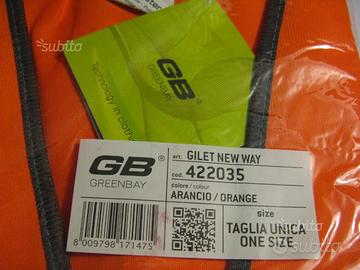 subito
GB
GREENBAY
Technology in clothing
GB®
GREENBAY
art. GILET NEW WAY
cod. 422035
colore / colour
ARANCIO / ORANGE
size
TAGLIA UNICA
ONE SIZE
8 009798 171475
subito